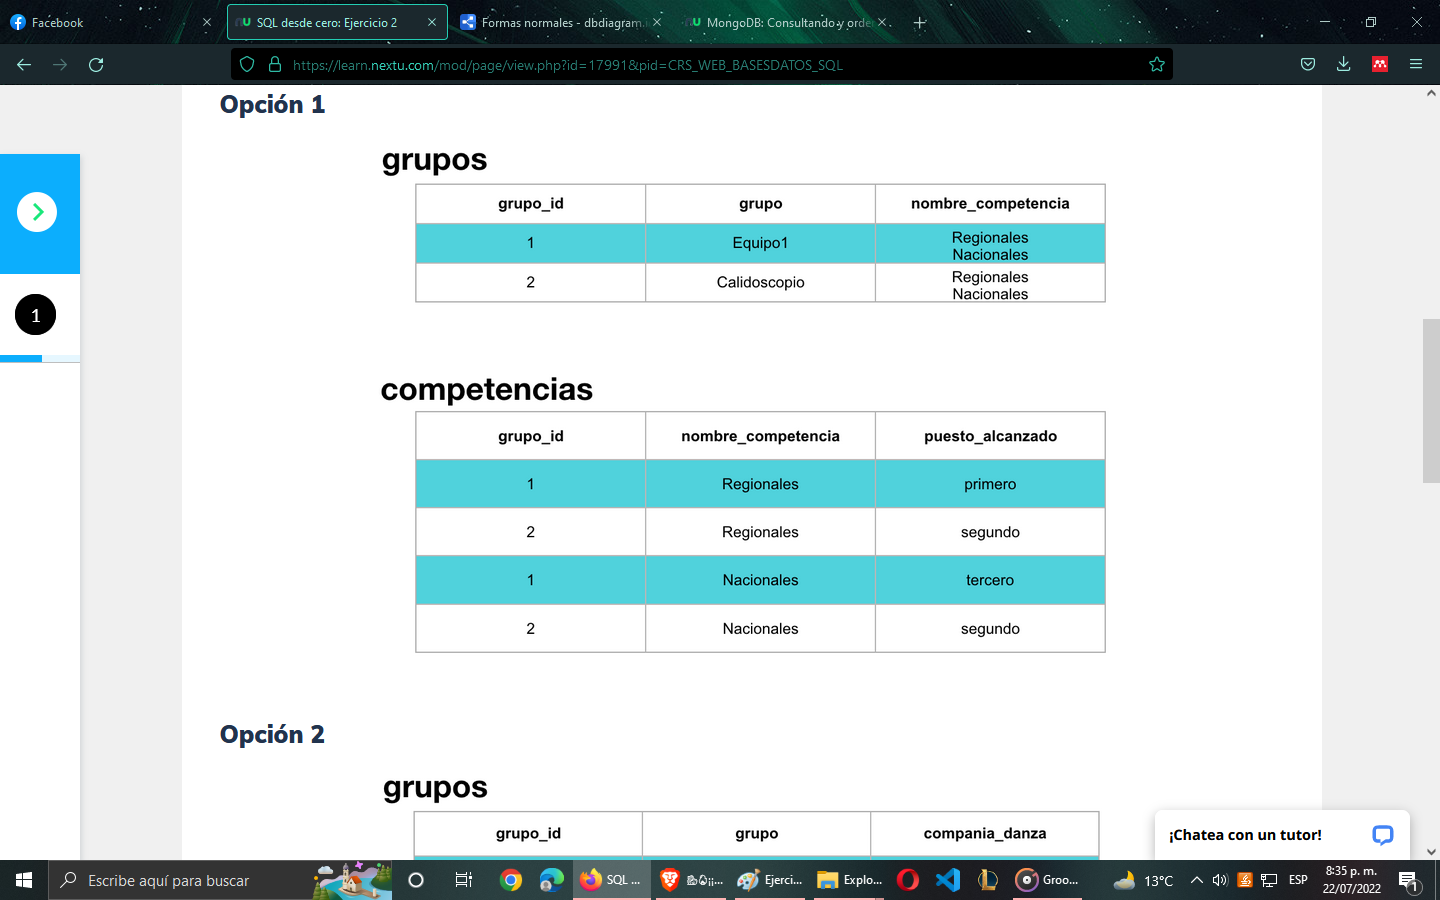 Facebook
SQL desde cero: Ejercicio 2
Formas normales - dbdiagram.
MongoDB: Consultando y orde
https://learn.nextu.com/mod/page/view.php?id=17991&pid=CRS_WEB_BASESDATOS_SQL
Opción 1
grupos
grupo_id grupo nombre_competencia
1 Equipo1 Regionales Nacionales
2 Calidoscopio Regionales Nacionales
1
competencias
grupo_id nombre_competencia puesto_alcanzado
1 Regionales primero
2 Regionales segundo
1 Nacionales tercero
2 Nacionales segundo
Opción 2
grupos
grupo_id grupo compania_danza
¡Chatea con un tutor!
Escribe aquí para buscar
SQL ...
Ejerci...
Explo...
Groo...
13°C
ESP
8:35 p. m.
22/07/2022
1